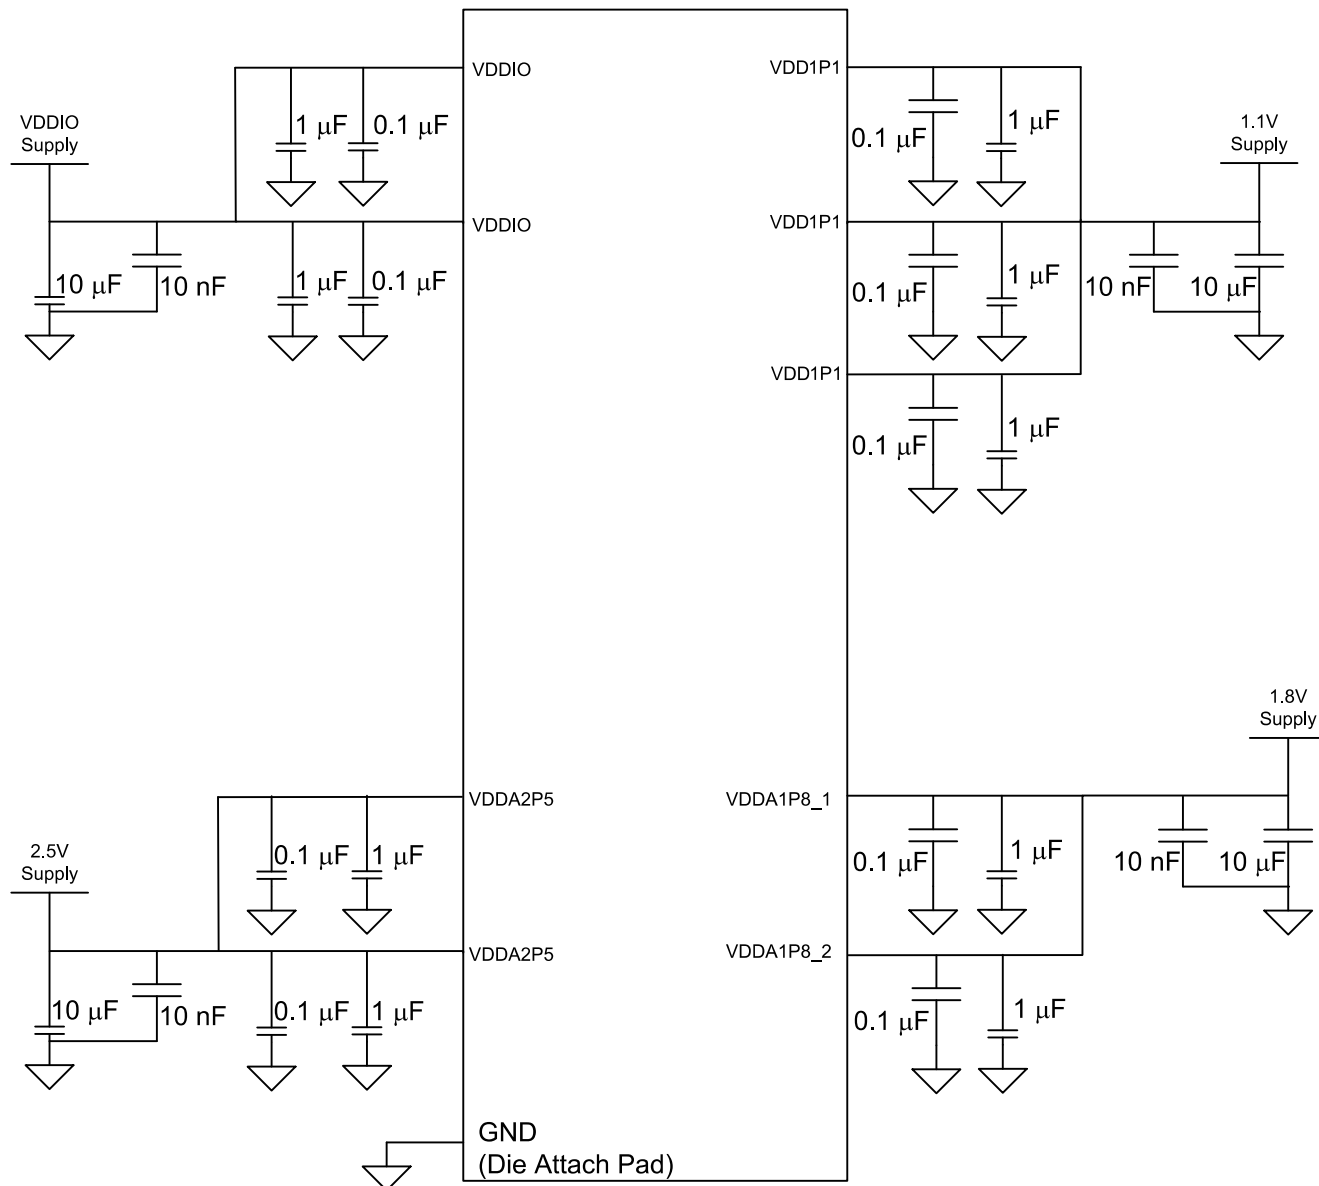 VDDIO
VDD1P1
1 μF
0.1 μF
0.1 μF
1 μF
VDDIO
Supply
1.1V
Supply
VDDIO
VDD1P1
10 μF
10 nF
1 μF
0.1 μF
0.1 μF
1 μF
10 nF
10 μF
VDD1P1
0.1 μF
1 μF
1.8V
Supply
VDDA2P5
VDDA1P8_1
2.5V
Supply
0.1 μF
1 μF
0.1 μF
1 μF
10 nF
10 μF
VDDA2P5
VDDA1P8_2
10 μF
10 nF
0.1 μF
1 μF
0.1 μF
1 μF
GND
(Die Attach Pad)